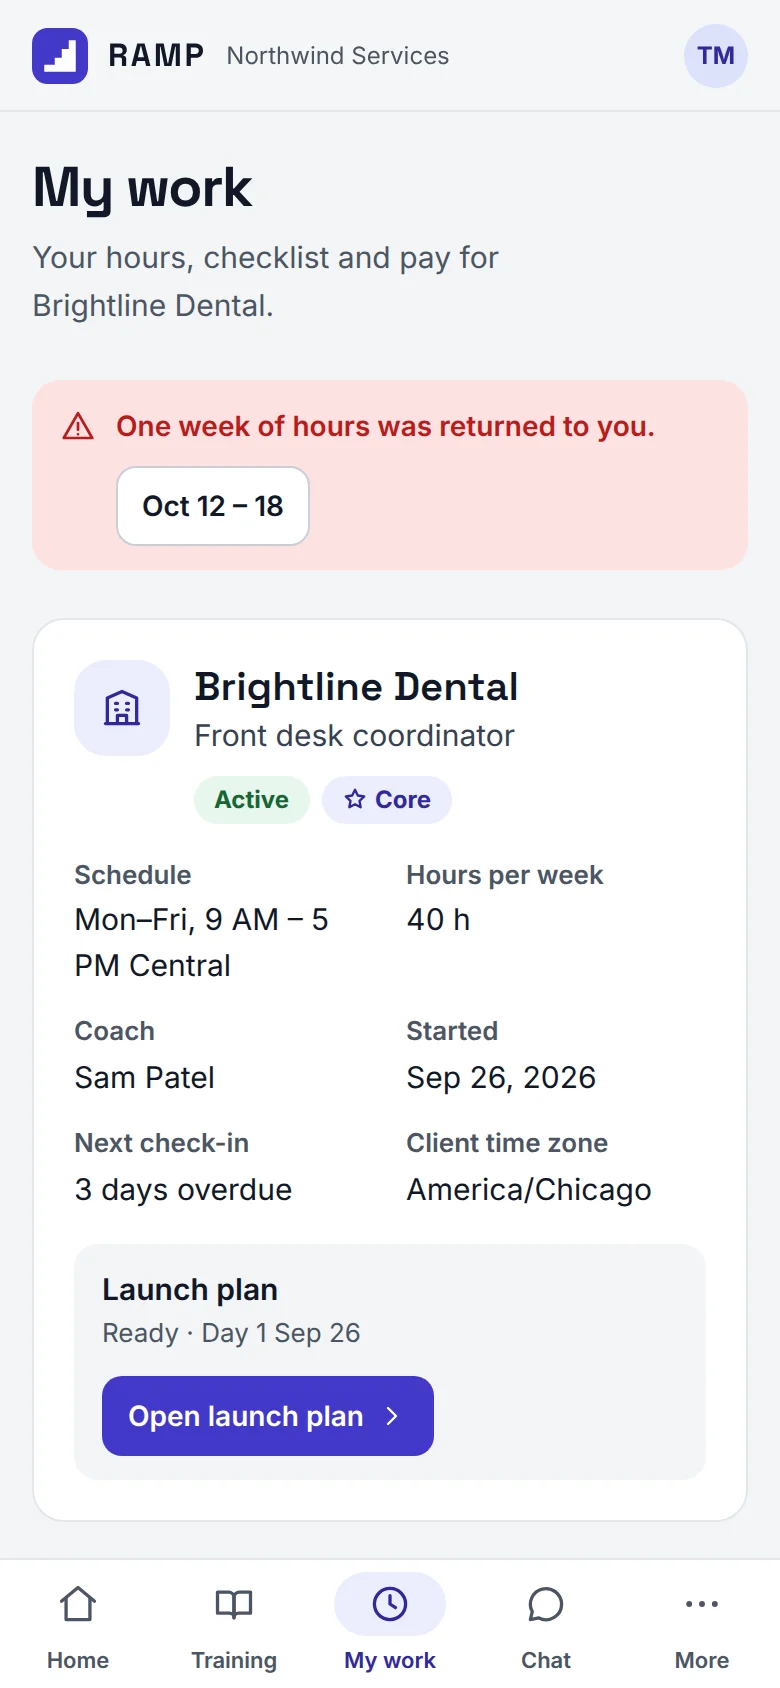 RAMP Northwind Services TM
My work
Your hours, checklist and pay for
Brightline Dental.
One week of hours was returned to you.
Oct 12 – 18
Brightline Dental
Front desk coordinator
Active Core
Schedule Hours per week
Mon–Fri, 9 AM – 5 40 h
PM Central
Coach Started
Sam Patel Sep 26, 2026
Next check-in Client time zone
3 days overdue America/Chicago
Launch plan
Ready · Day 1 Sep 26
Open launch plan
Home Training My work Chat More